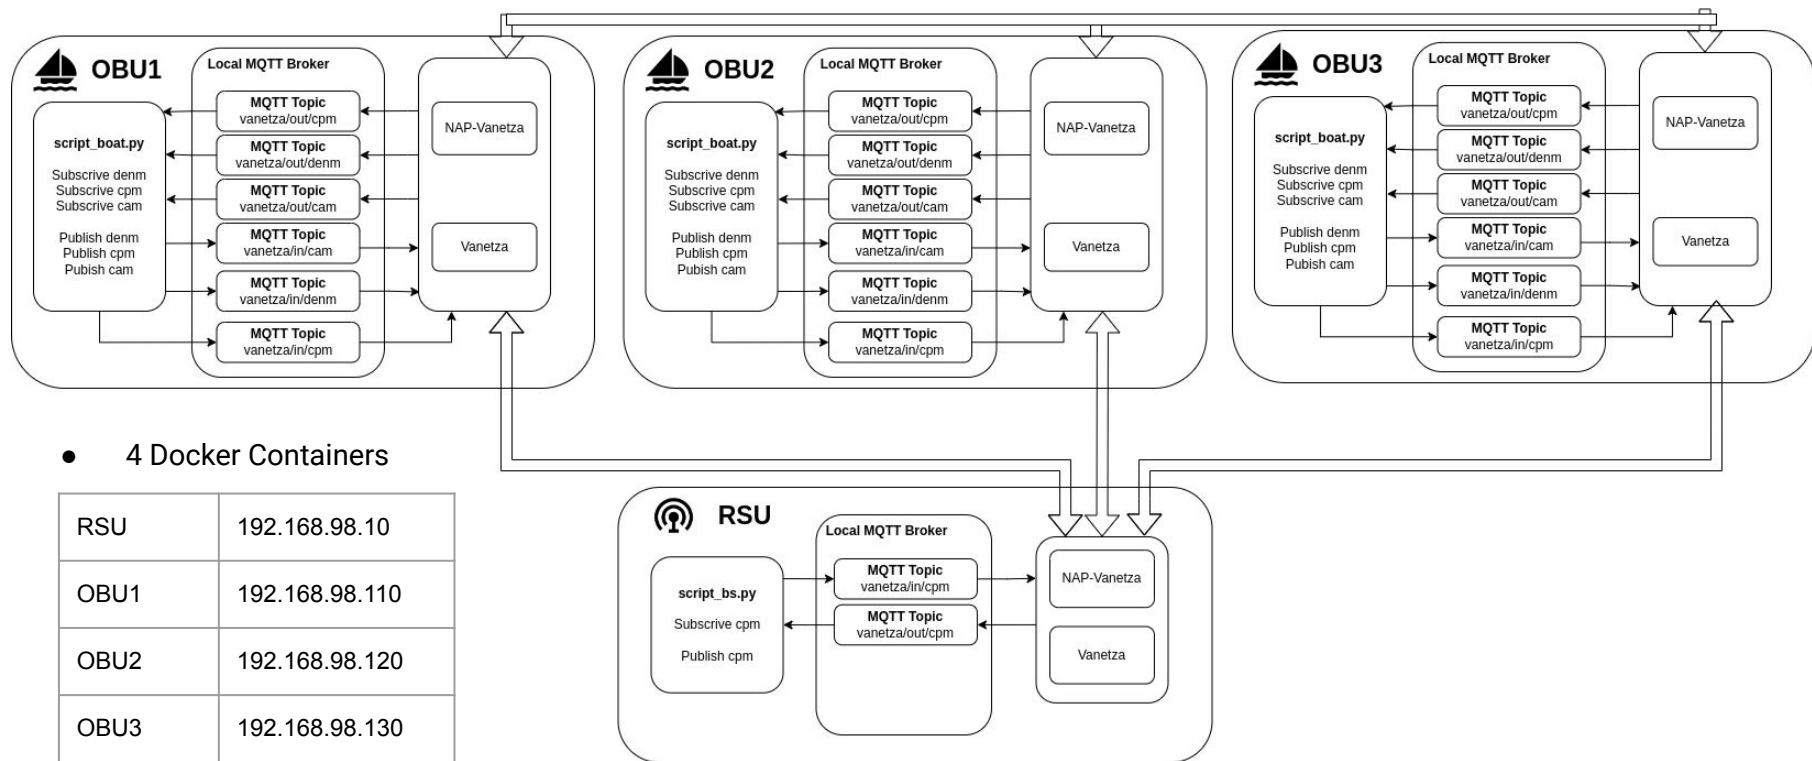 OBU1
Local MQTT Broker
script_boat.py
Subscrive denm
Subscrive cpm
Subscrive cam
Publish denm
Publish cpm
Pubish cam
MQTT Topic
vanetza/out/cpm
MQTT Topic
vanetza/out/denm
MQTT Topic
vanetza/out/cam
MQTT Topic
vanetza/in/cam
MQTT Topic
vanetza/in/denm
MQTT Topic
vanetza/in/cpm
NAP-Vanetza
Vanetza
OBU2
Local MQTT Broker
script_boat.py
Subscrive denm
Subscrive cpm
Subscrive cam
Publish denm
Publish cpm
Pubish cam
MQTT Topic
vanetza/out/cpm
MQTT Topic
vanetza/out/denm
MQTT Topic
vanetza/out/cam
MQTT Topic
vanetza/in/cam
MQTT Topic
vanetza/in/denm
MQTT Topic
vanetza/in/cpm
NAP-Vanetza
Vanetza
OBU3
Local MQTT Broker
script_boat.py
Subscrive denm
Subscrive cpm
Subscrive cam
Publish denm
Publish cpm
Pubish cam
MQTT Topic
vanetza/out/cpm
MQTT Topic
vanetza/out/denm
MQTT Topic
vanetza/out/cam
MQTT Topic
vanetza/in/cam
MQTT Topic
vanetza/in/denm
MQTT Topic
vanetza/in/cpm
NAP-Vanetza
Vanetza
● 4 Docker Containers
RSU 192.168.98.10
OBU1 192.168.98.110
OBU2 192.168.98.120
OBU3 192.168.98.130
RSU
Local MQTT Broker
script_bs.py
Subscrive cpm
Publish cpm
MQTT Topic
vanetza/in/cpm
MQTT Topic
vanetza/out/cpm
NAP-Vanetza
Vanetza